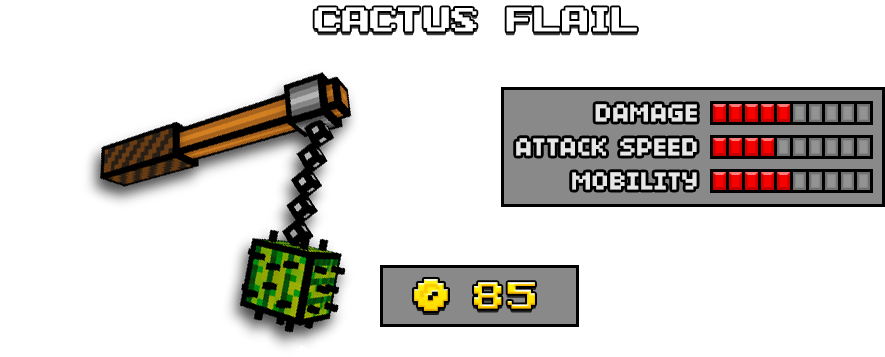 CACTUS FLAIL
DAMAGE
ATTACK SPEED
MOBILITY
85